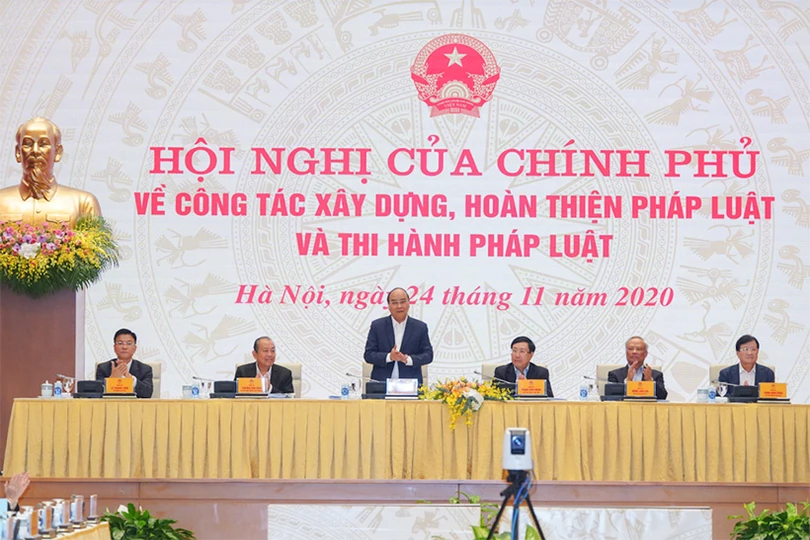 HỘI NGHỊ CỦA CHÍNH PHỦ
VỀ CÔNG TÁC XÂY DỰNG, HOÀN THIỆN PHÁP LUẬT
VÀ THI HÀNH PHÁP LUẬT
Hà Nội, ngày 24 tháng 11 năm 2020